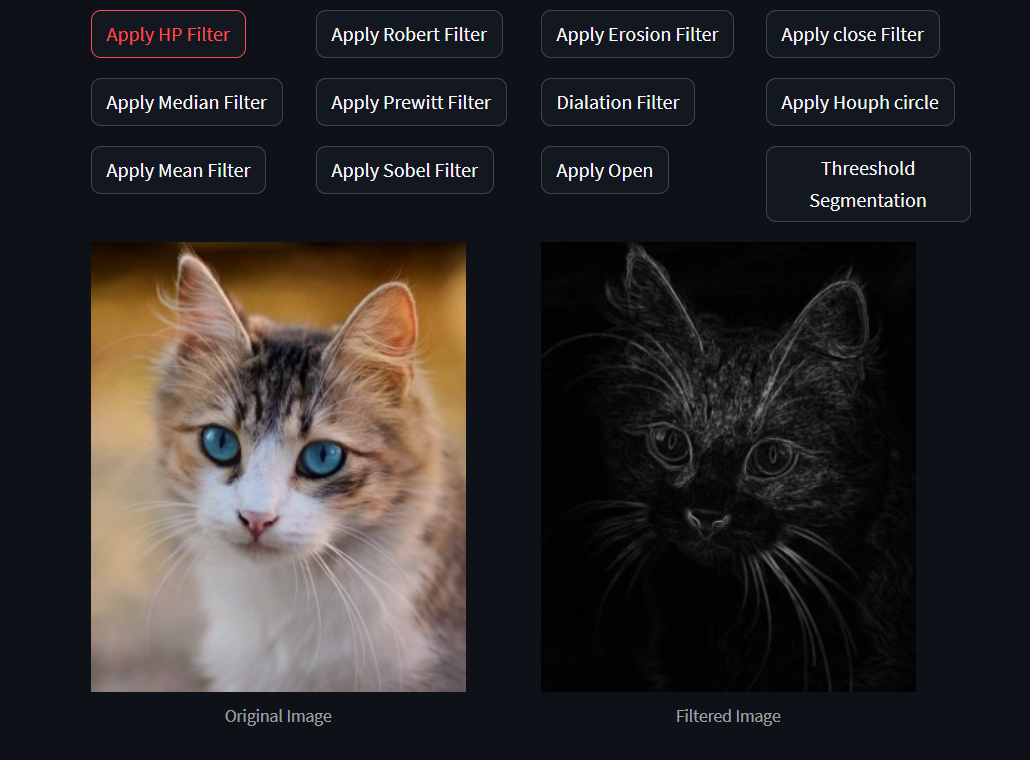 Apply HP Filter
Apply Robert Filter
Apply Erosion Filter
Apply close Filter
Apply Median Filter
Apply Prewitt Filter
Dialation Filter
Apply Houph circle
Apply Mean Filter
Apply Sobel Filter
Apply Open
Threeshold
Segmentation
Original Image
Filtered Image